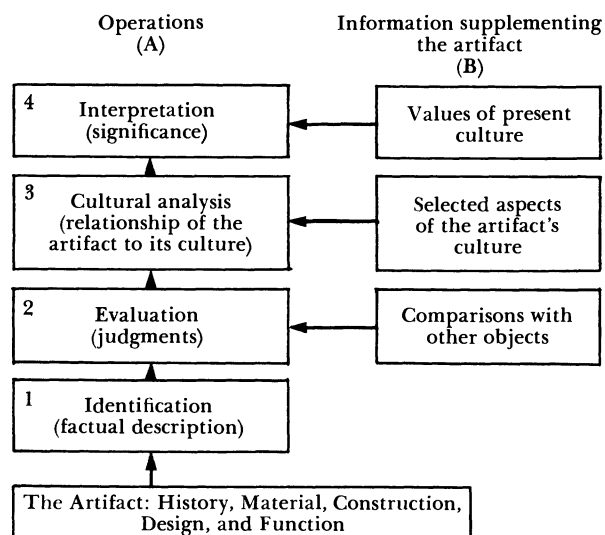 Operations
(A)
Information supplementing
the artifact
(B)
4
Interpretation
(significance)
Values of present
culture
3
Cultural analysis
(relationship of the
artifact to its culture)
Selected aspects
of the artifact's
culture
2
Evaluation
(judgments)
Comparisons with
other objects
1
Identification
(factual description)
The Artifact: History, Material, Construction,
Design, and Function